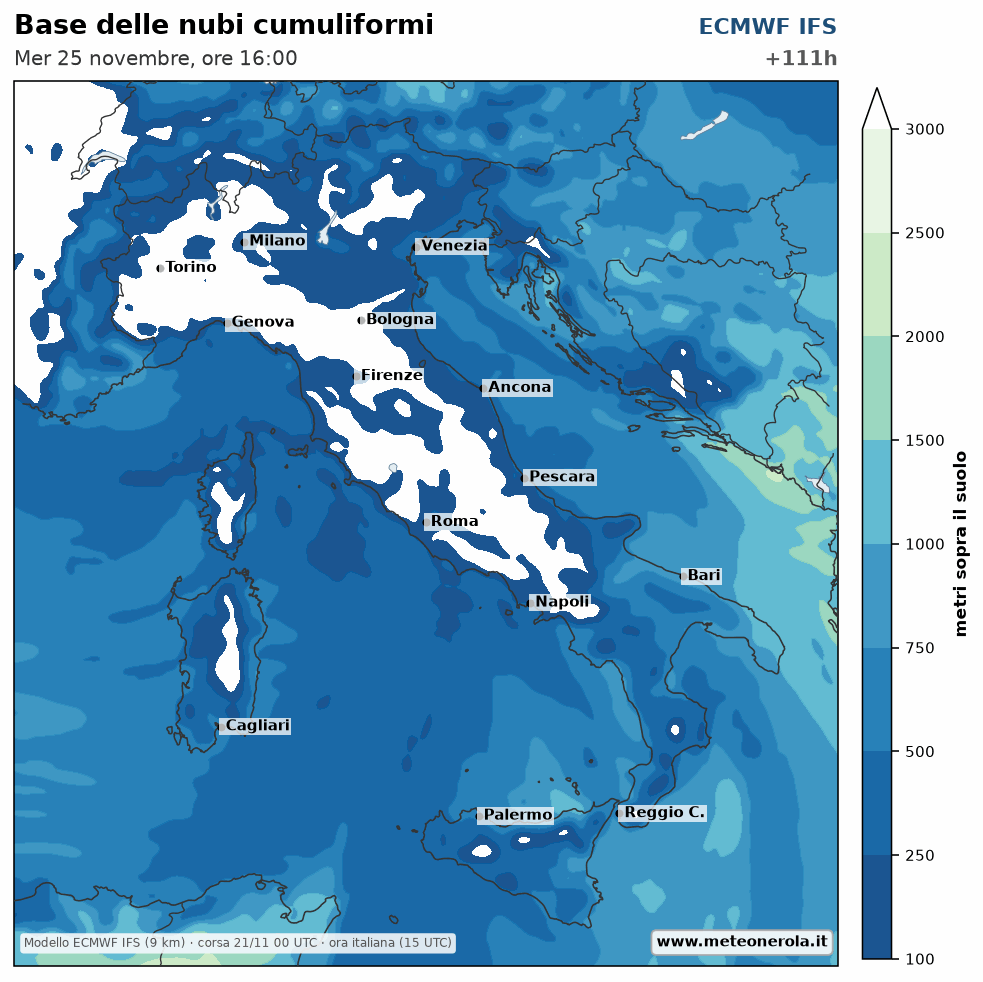 Base delle nubi cumuliformi
ECMWF IFS
Mer 25 novembre, ore 16:00
+111h
3000
2500
2000
1500
1000
750
500
250
100
metri sopra il suolo
Milano
Venezia
Torino
Genova
Bologna
Firenze
Ancona
Pescara
Roma
Bari
Napoli
Cagliari
Palermo
Reggio C.
Modello ECMWF IFS (9 km) · corsa 21/11 00 UTC · ora italiana (15 UTC)
www.meteonerola.it